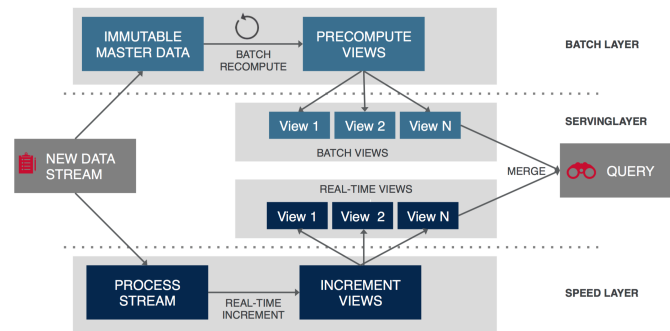 IMMUTABLE
MASTER DATA
BATCH
RECOMPUTE
PRECOMPUTE
VIEWS
BATCH LAYER
View 1
View 2
View N
BATCH VIEWS
SERVINGLAYER
NEW DATA
STREAM
MERGE
QUERY
REAL-TIME VIEWS
View 1
View 2
View N
PROCESS
STREAM
REAL-TIME
INCREMENT
INCREMENT
VIEWS
SPEED LAYER